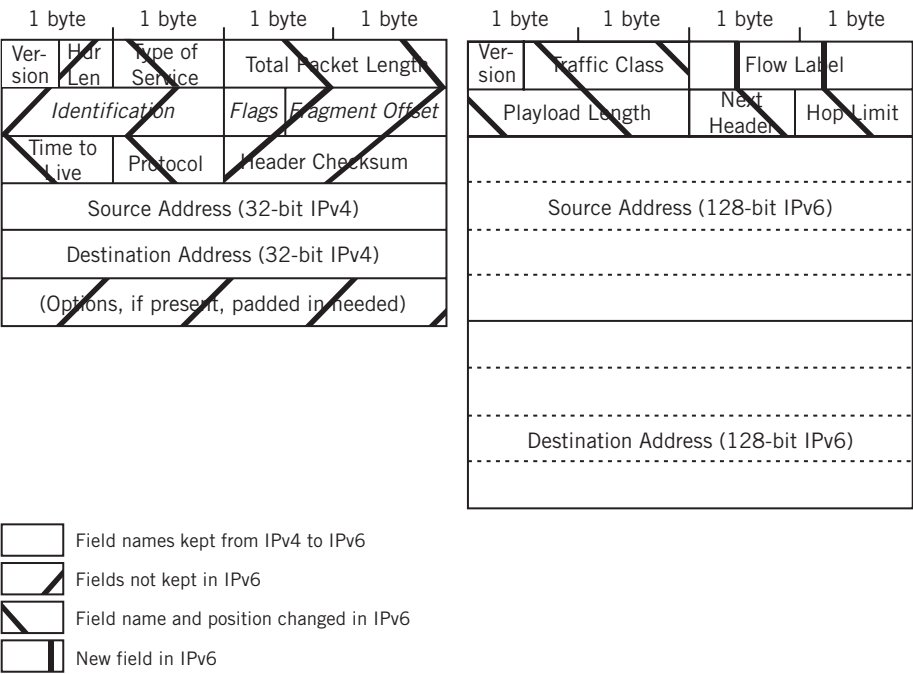 1 byte 1 byte 1 byte 1 byte
Ver-
sion
Hdr
Len
Type of
Service
Total Packet Length
Identification
Flags
Fragment Offset
Time to
Live
Protocol
Header Checksum
Source Address (32-bit IPv4)
Destination Address (32-bit IPv4)
(Options, if present, padded in needed)
1 byte 1 byte 1 byte 1 byte
Ver-
sion
Traffic Class
Flow Label
Playload Length
Next
Header
Hop Limit
Source Address (128-bit IPv6)
Destination Address (128-bit IPv6)
Field names kept from IPv4 to IPv6
Fields not kept in IPv6
Field name and position changed in IPv6
New field in IPv6